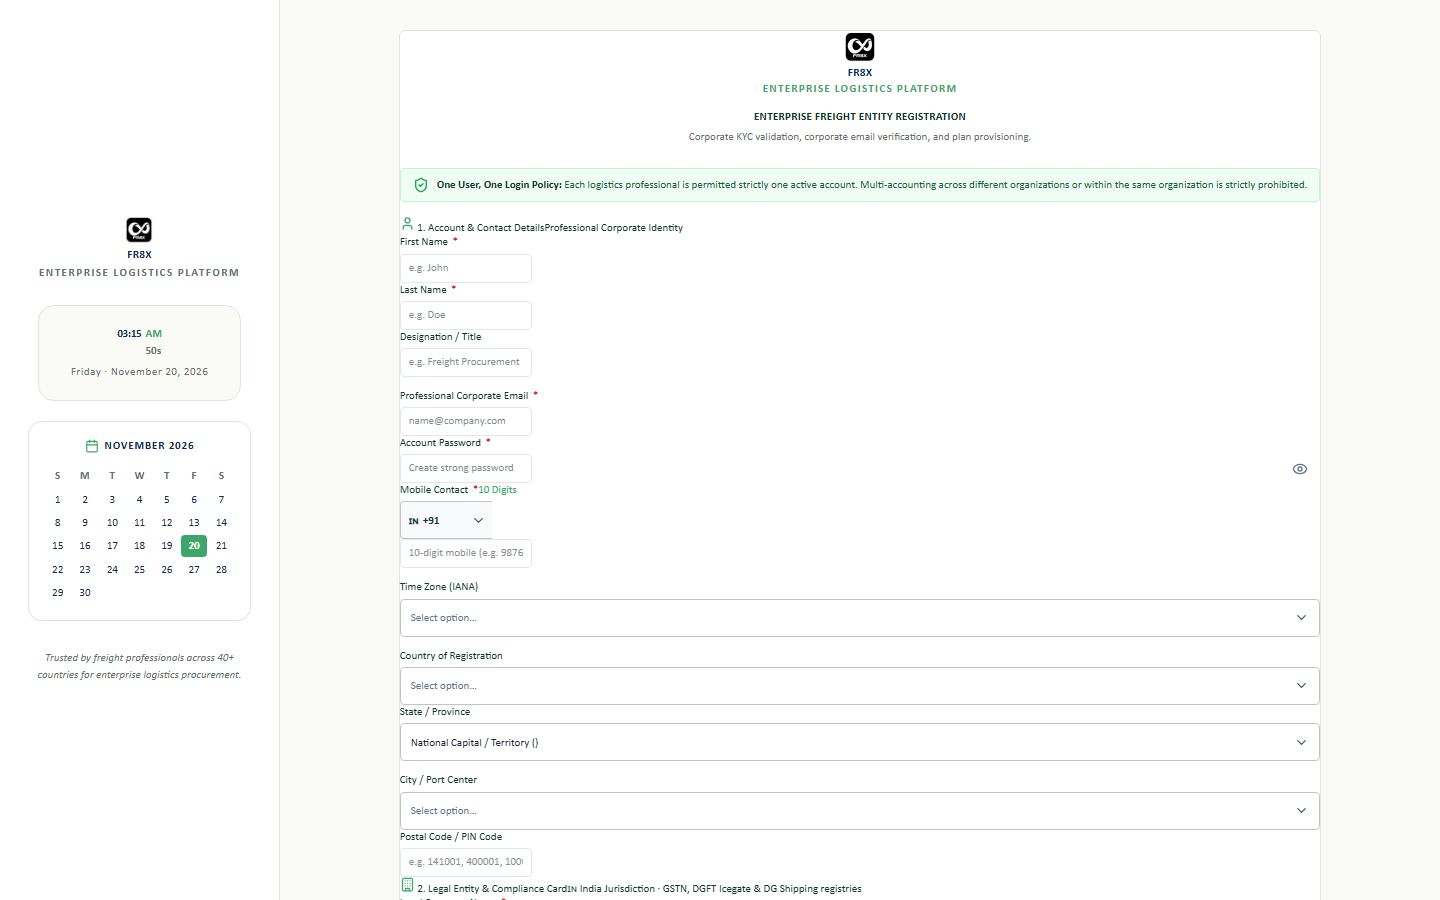 FR8X
ENTERPRISE LOGISTICS PLATFORM
03:15 AM
50s
Friday · November 20, 2026
NOVEMBER 2026
S M T W T F S
1 2 3 4 5 6 7
8 9 10 11 12 13 14
15 16 17 18 19 20 21
22 23 24 25 26 27 28
29 30
Trusted by freight professionals across 40+
countries for enterprise logistics procurement.
FR8X
FR8X
ENTERPRISE LOGISTICS PLATFORM
ENTERPRISE FREIGHT ENTITY REGISTRATION
Corporate KYC validation, corporate email verification, and plan provisioning.
One User, One Login Policy: Each logistics professional is permitted strictly one active account. Multi-accounting across different organizations or within the same organization is strictly prohibited.
1. Account & Contact DetailsProfessional Corporate Identity
First Name *
e.g. John
Last Name *
e.g. Doe
Designation / Title
e.g. Freight Procurement
Professional Corporate Email *
name@company.com
Account Password *
Create strong password
Mobile Contact *10 Digits
IN +91
10-digit mobile (e.g. 9876
Time Zone (IANA)
Select option...
Country of Registration
Select option...
State / Province
National Capital / Territory ()
City / Port Center
Select option...
Postal Code / PIN Code
e.g. 141001, 400001, 100
2. Legal Entity & Compliance CardIN India Jurisdiction · GSTN, DGFT Icegate & DG Shipping registries